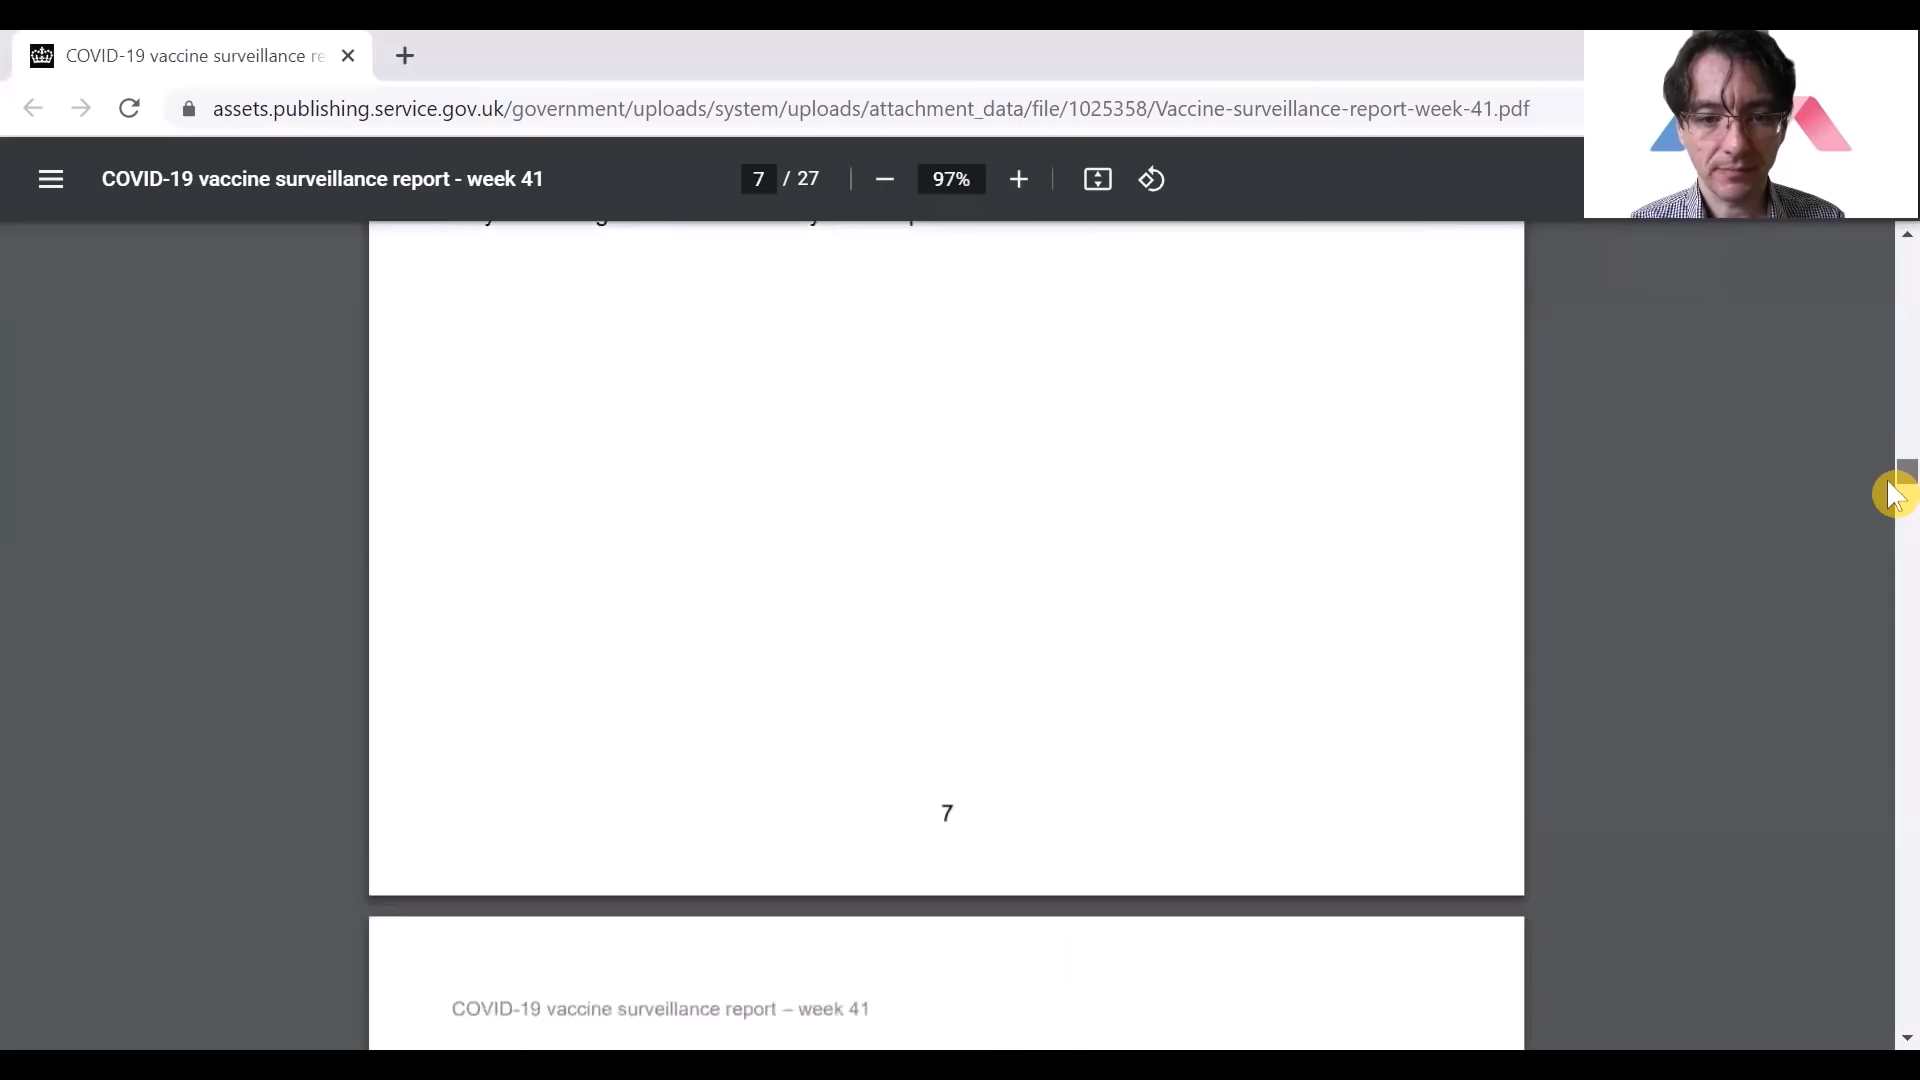 COVID-19 vaccine surveillance re
assets.publishing.service.gov.uk/government/uploads/system/uploads/attachment_data/file/1025358/Vaccine-surveillance-report-week-41.pdf
COVID-19 vaccine surveillance report - week 41
7 / 27
97%
7
COVID-19 vaccine surveillance report – week 41